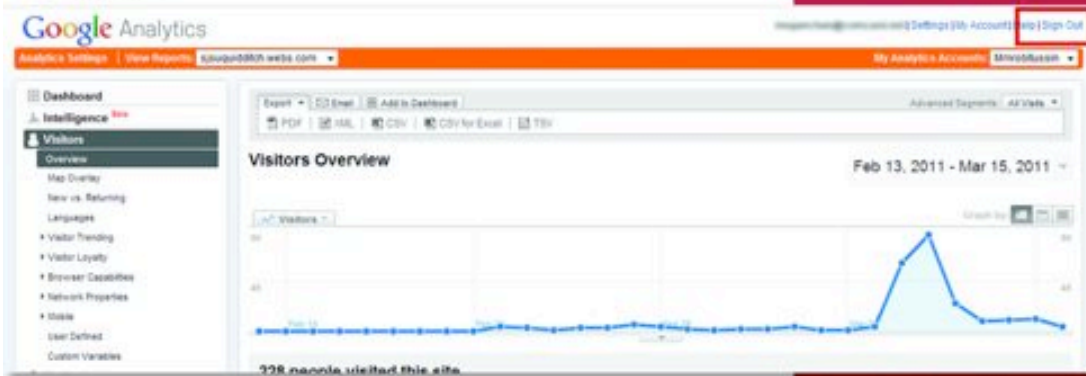 Google Analytics
Settings | My Account | Help | Sign Out
Analytics Settings | View Reports: sjsuquidditch.webs.com
My Analytics Accounts:
Dashboard
Intelligence Beta
Visitors
Overview
Map Overlay
New vs. Returning
Languages
Visitor Trending
Visitor Loyalty
Browser Capabilities
Network Properties
Mobile
User Defined
Custom Variables
Export Email Add to Dashboard
Advanced Segments: All Visits
PDF | XML | CSV | CSV for Excel | TSV
Visitors Overview
Feb 13, 2011 - Mar 15, 2011
Visitors
Graph by:
228 people visited this site